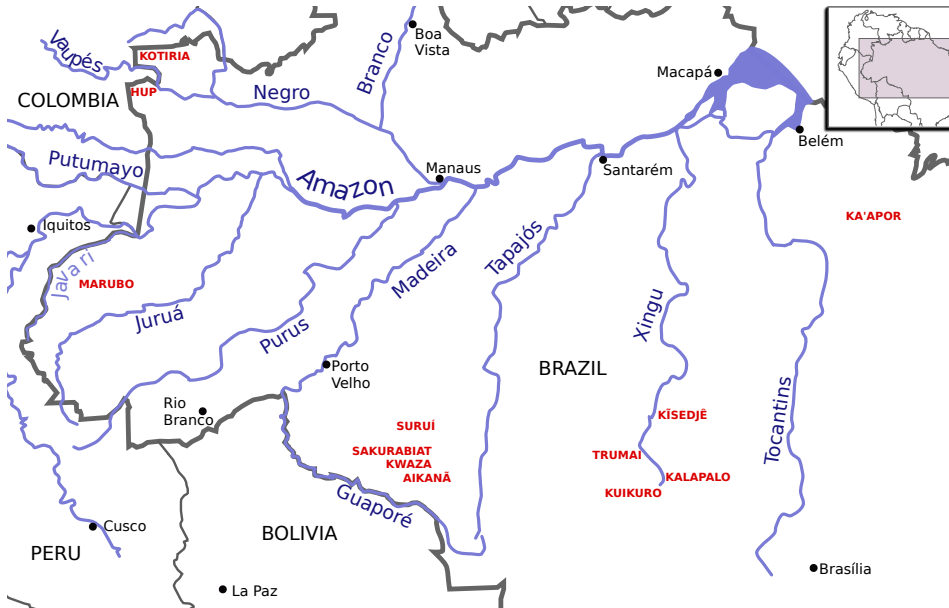 Boa
Vista
KOTIRIA
Vaupés
Branco
Macapá
HUP
COLOMBIA
Negro
Belém
Putumayo
Amazon
Manaus
Santarém
KA'APOR
Iquitos
Javari
MARUBO
Tapajós
Madeira
Juruá
Purus
Xingu
Porto
Velho
BRAZIL
Rio
Branco
Tocantins
KĨSEDJÊ
SURUÍ
SAKURABIAT
KWAZA
AIKANÃ
TRUMAI
KALAPALO
KUIKURO
Guaporé
Cusco
BOLIVIA
PERU
La Paz
Brasília